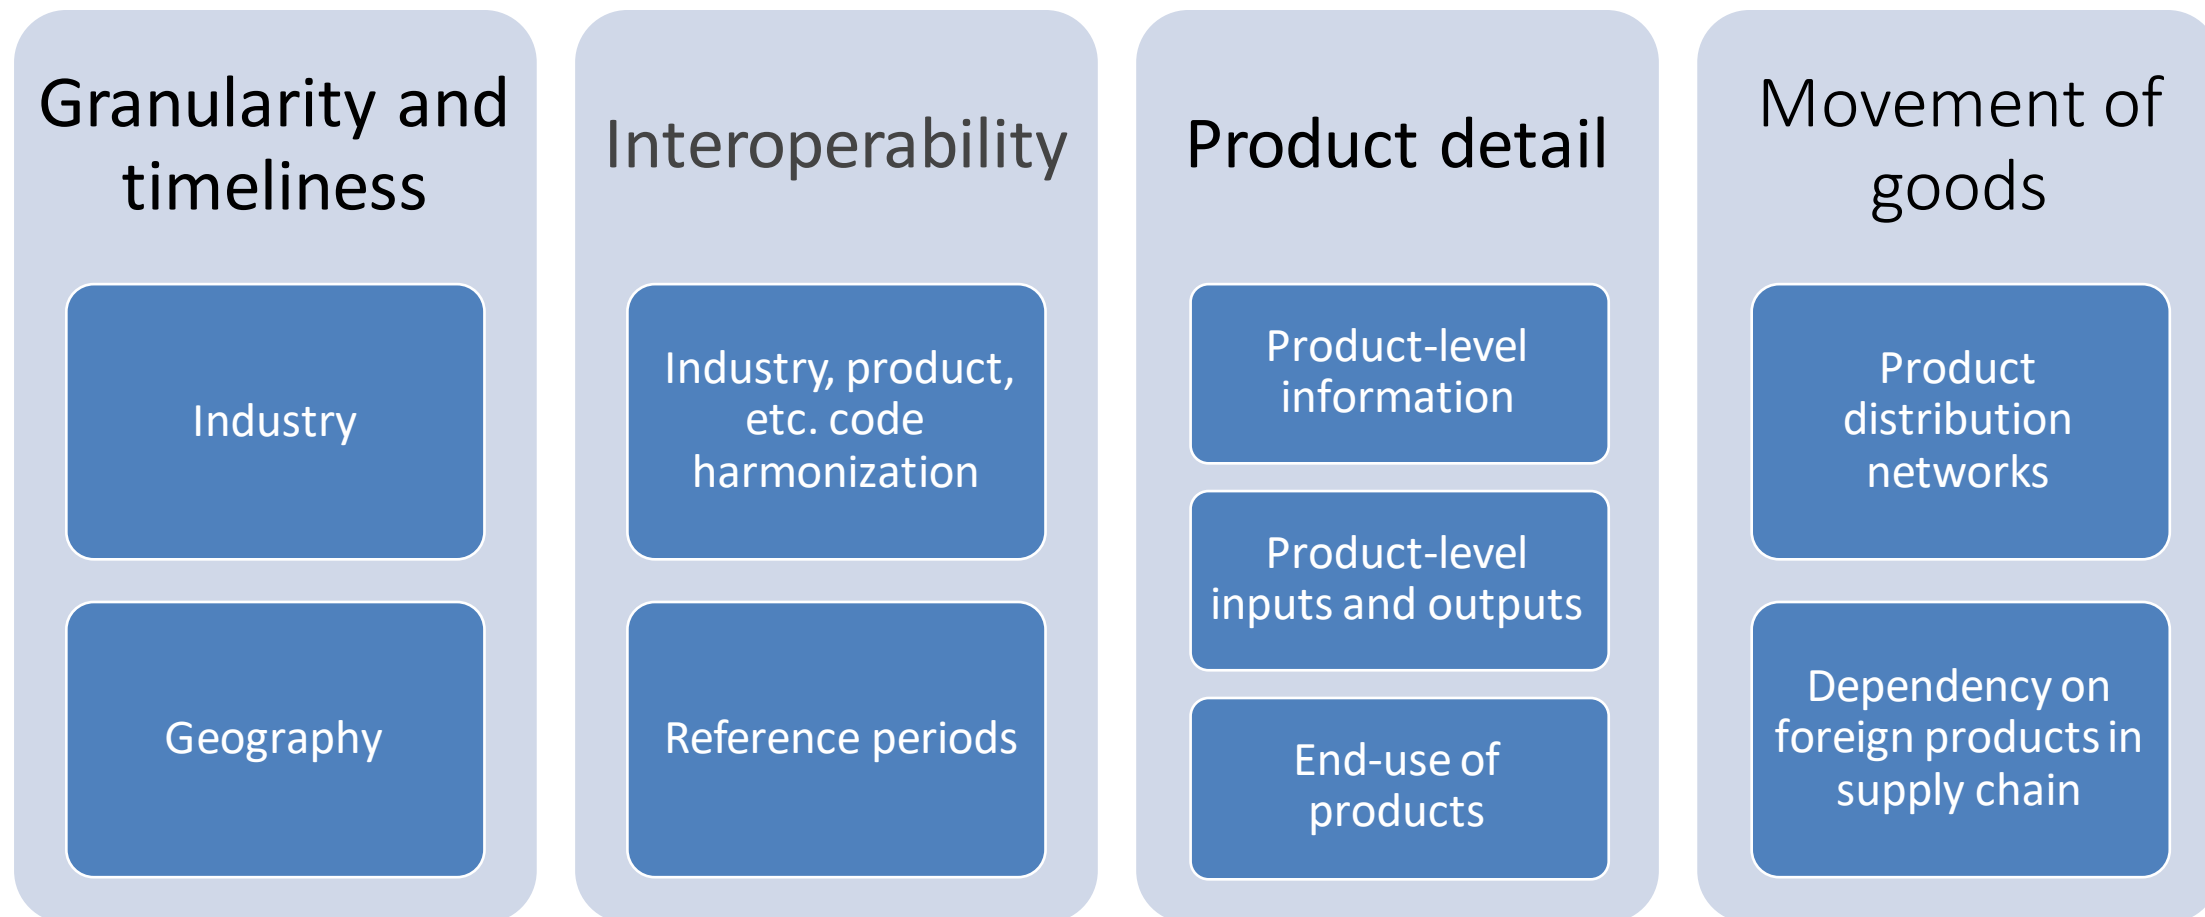 Granularity and
timeliness
Industry
Geography
Interoperability
Industry, product,
etc. code
harmonization
Reference periods
Product detail
Product-level
information
Product-level
inputs and outputs
End-use of
products
Movement of
goods
Product
distribution
networks
Dependency on
foreign products in
supply chain